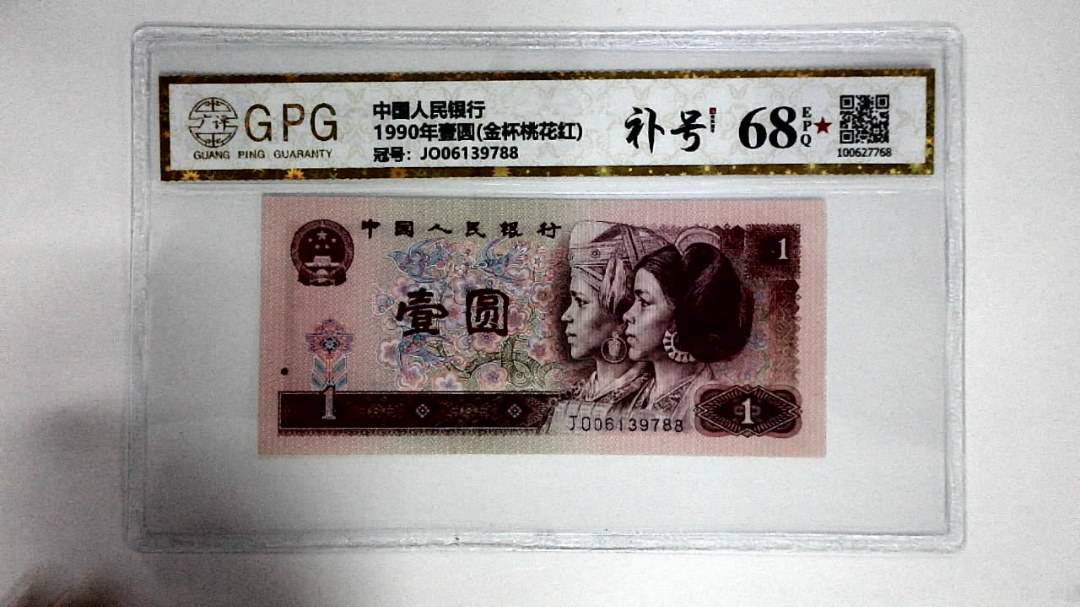 广评
GPG
GUANG PING GUARANTY
中国人民银行
1990年壹圆(金杯桃花红)
冠号: JO06139788
补号
68 EPQ★
100627768
中国人民银行
1
壹圆
1
1
JO06139788